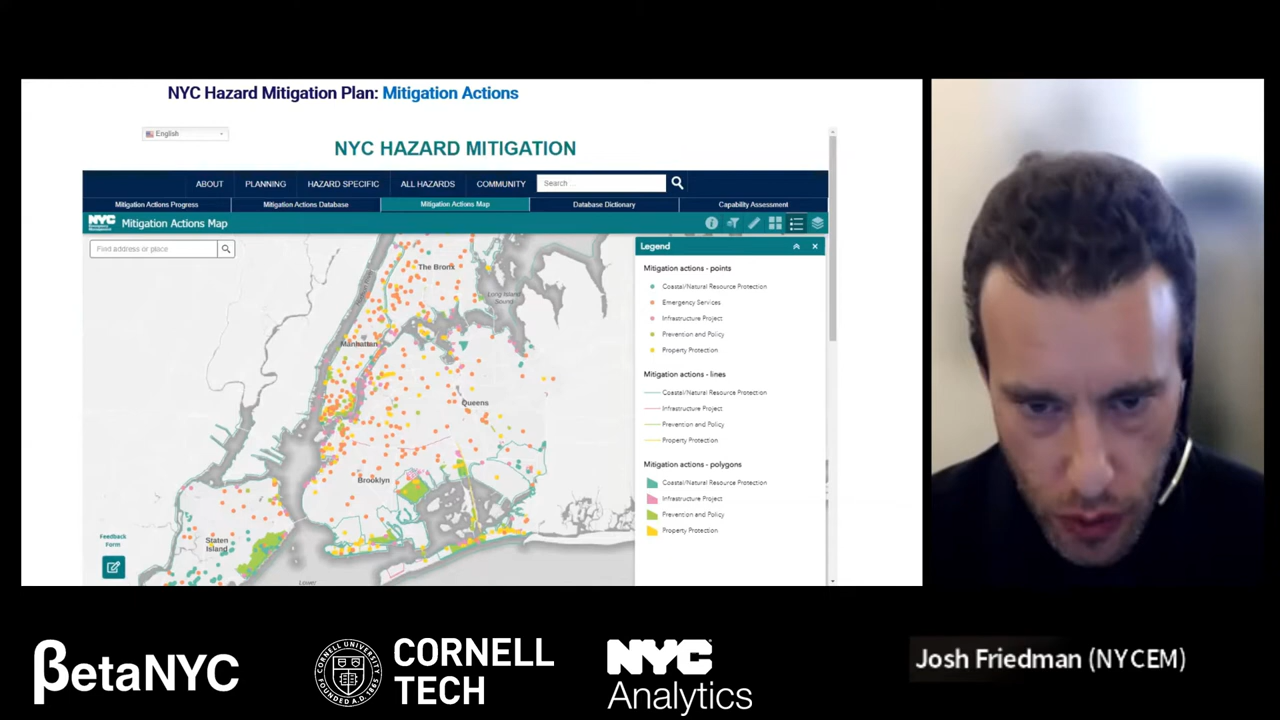 NYC Hazard Mitigation Plan: Mitigation Actions
English
NYC HAZARD MITIGATION
ABOUT PLANNING HAZARD SPECIFIC ALL HAZARDS COMMUNITY Search ...
Mitigation Actions Progress Mitigation Actions Database Mitigation Actions Map Database Dictionary Capability Assessment
NYC Mitigation Actions Map
Find address or place
Legend
Mitigation actions - points
Coastal/Natural Resource Protection
Emergency Services
Infrastructure Project
Prevention and Policy
Property Protection
Mitigation actions - lines
Coastal/Natural Resource Protection
Infrastructure Project
Prevention and Policy
Property Protection
Mitigation actions - polygons
Coastal/Natural Resource Protection
Infrastructure Project
Prevention and Policy
Property Protection
The Bronx
Long Island
Sound
Manhattan
Queens
Brooklyn
Staten
Island
Lower
Feedback
Form
βetaNYC
CORNELL
TECH
NYC
Analytics
Josh Friedman (NYCEM)